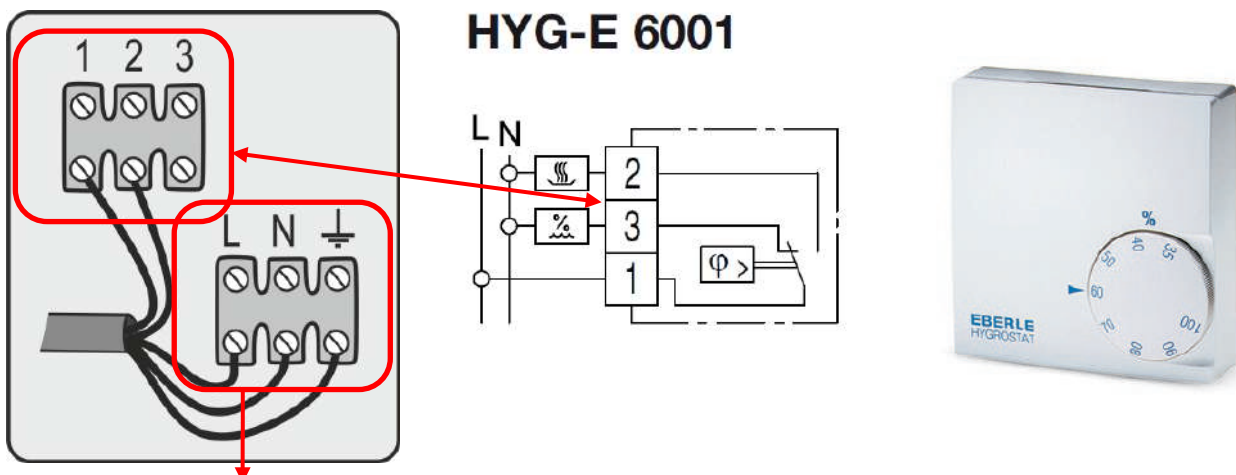 HYG-E 6001
1 2 3
L N
L N
2
3
1
%
φ >
%
35
40
50
60
70
80
90
100
EBERLE
HYGROSTAT